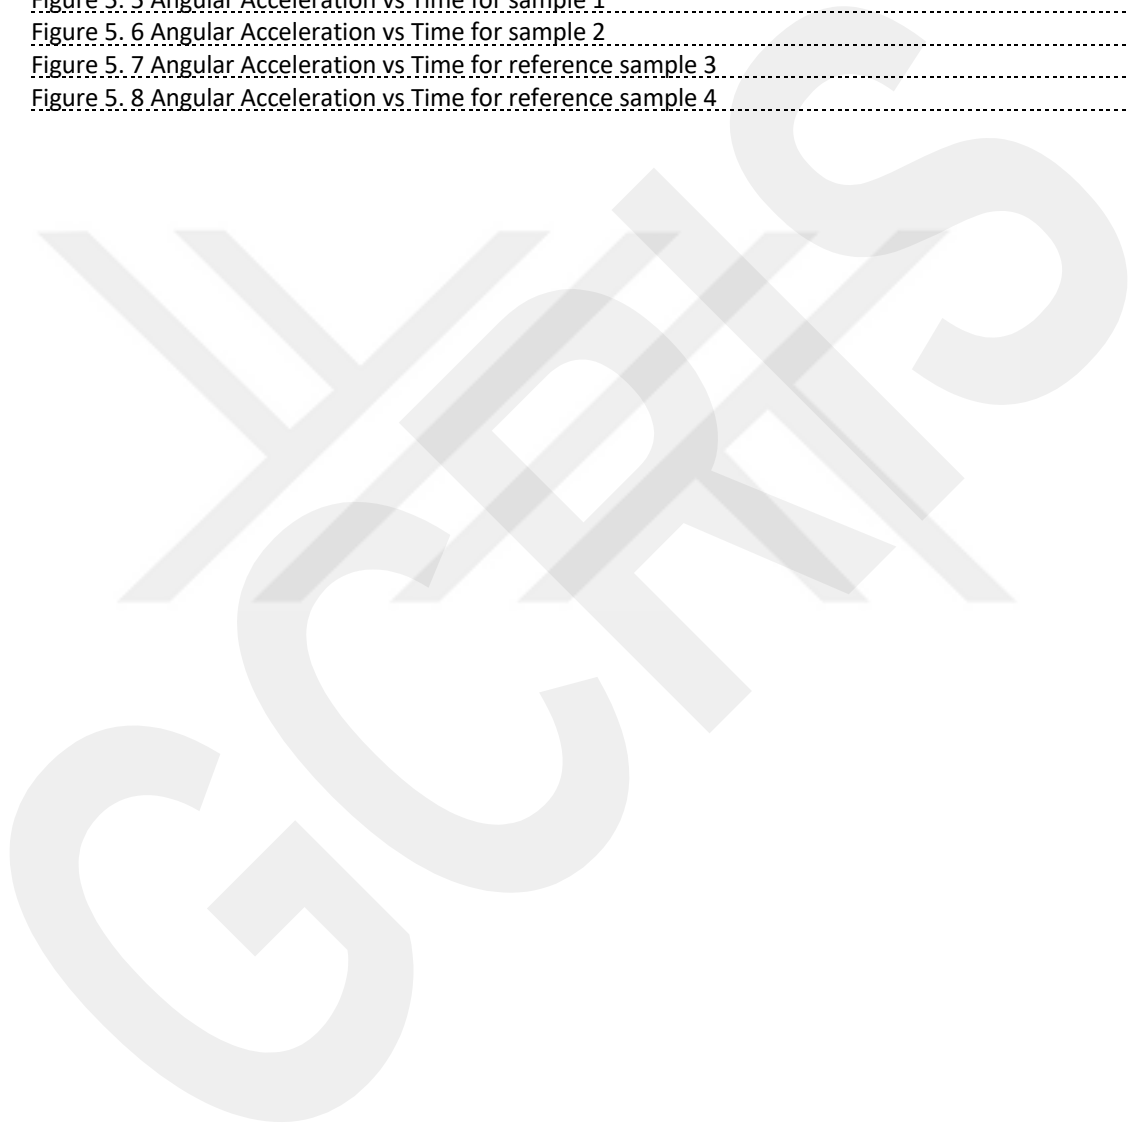 Figure 5. 5 Angular Acceleration vs Time for sample 1
Figure 5. 6 Angular Acceleration vs Time for sample 2
Figure 5. 7 Angular Acceleration vs Time for reference sample 3
Figure 5. 8 Angular Acceleration vs Time for reference sample 4
GCRIS